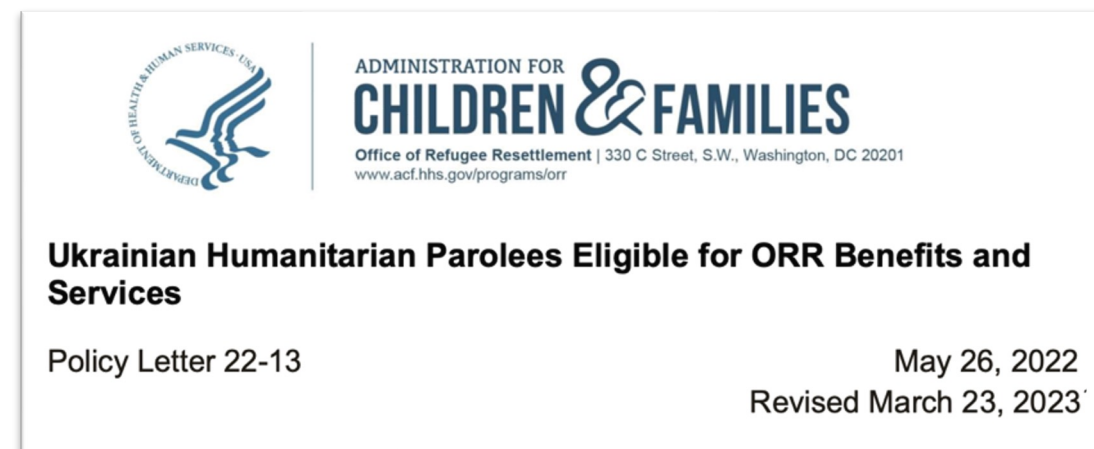 DEPARTMENT OF HEALTH & HUMAN SERVICES · USA
ADMINISTRATION FOR
CHILDREN & FAMILIES
Office of Refugee Resettlement | 330 C Street, S.W., Washington, DC 20201
www.acf.hhs.gov/programs/orr
Ukrainian Humanitarian Parolees Eligible for ORR Benefits and
Services
Policy Letter 22-13
May 26, 2022
Revised March 23, 2023